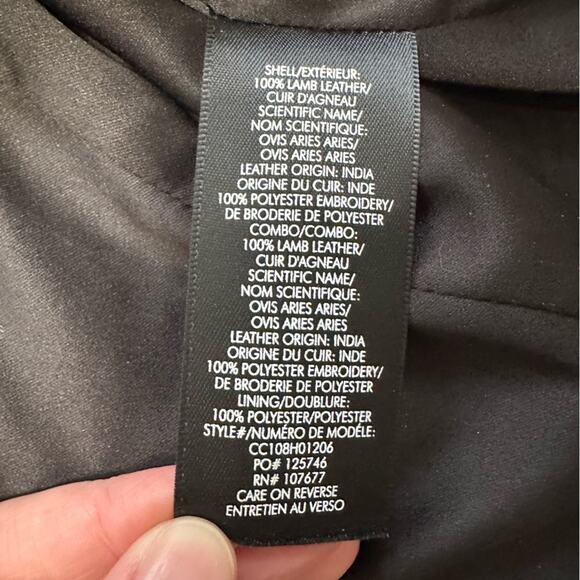 SHELL/EXTÉRIEUR:
100% LAMB LEATHER/
CUIR D'AGNEAU
SCIENTIFIC NAME/
NOM SCIENTIFIQUE:
OVIS ARIES ARIES/
OVIS ARIES ARIES
LEATHER ORIGIN: INDIA
ORIGINE DU CUIR: INDE
100% POLYESTER EMBROIDERY/
DE BRODERIE DE POLYESTER
COMBO/COMBO:
100% LAMB LEATHER/
CUIR D'AGNEAU
SCIENTIFIC NAME/
NOM SCIENTIFIQUE:
OVIS ARIES ARIES/
OVIS ARIES ARIES
LEATHER ORIGIN: INDIA
ORIGINE DU CUIR: INDE
100% POLYESTER EMBROIDERY/
DE BRODERIE DE POLYESTER
LINING/DOUBLURE:
100% POLYESTER/POLYESTER
STYLE#/NUMÉRO DE MODÈLE:
CC108H01206
PO# 125746
RN# 107677
CARE ON REVERSE
ENTRETIEN AU VERSO